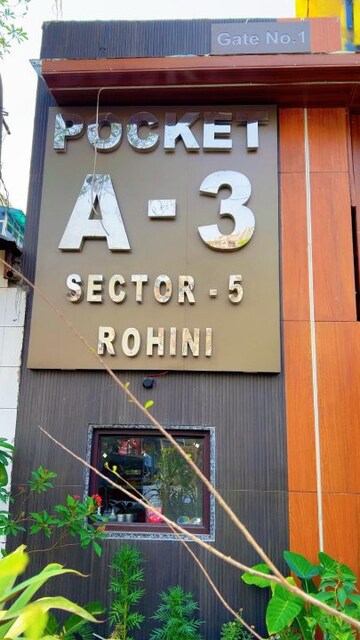 Gate No.1
POCKET
A-3
SECTOR-5
ROHINI